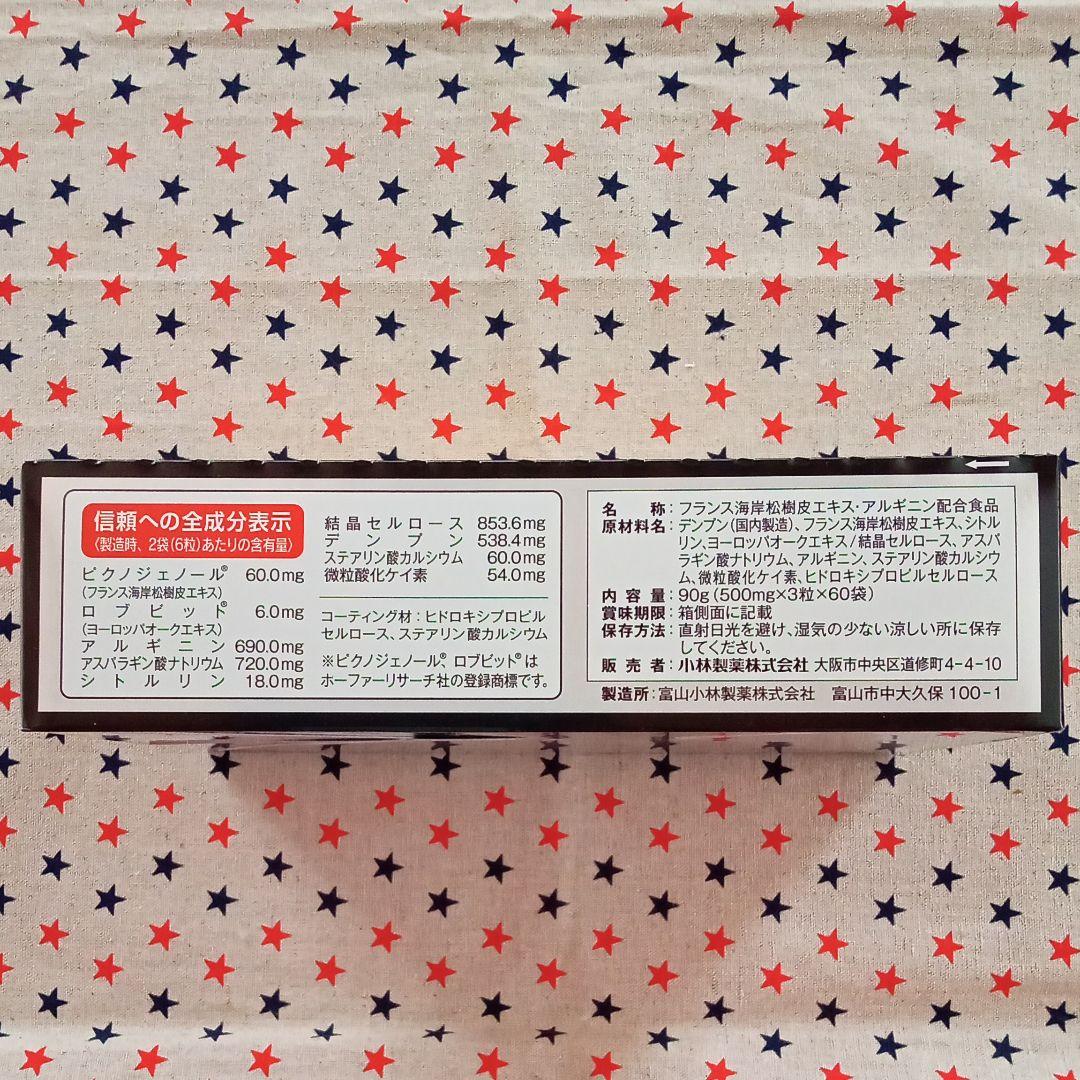 信頼への全成分表示
〈製造時、2袋(6粒)あたりの含有量〉
ピクノジェノール® 60.0mg
(フランス海岸松樹皮エキス)
ロブビット® 6.0mg
(ヨーロッパオークエキス)
アルギニン 690.0mg
アスパラギン酸ナトリウム 720.0mg
シトルリン 18.0mg
結晶セルロース 853.6mg
デンプン 538.4mg
ステアリン酸カルシウム 60.0mg
微粒酸化ケイ素 54.0mg
コーティング材：ヒドロキシプロピル
セルロース、ステアリン酸カルシウム
※ピクノジェノール®、ロブビット®は
ホーファーリサーチ社の登録商標です。
名称：フランス海岸松樹皮エキス・アルギニン配合食品
原材料名：デンプン(国内製造)、フランス海岸松樹皮エキス、シトル
リン、ヨーロッパオークエキス/結晶セルロース、アスパ
ラギン酸ナトリウム、アルギニン、ステアリン酸カルシウ
ム、微粒酸化ケイ素、ヒドロキシプロピルセルロース
内容量：90g(500mg×3粒×60袋)
賞味期限：箱側面に記載
保存方法：直射日光を避け、湿気の少ない涼しい所に保存
してください。
販売者：小林製薬株式会社 大阪市中央区道修町4-4-10
製造所：富山小林製薬株式会社 富山市中大久保100-1